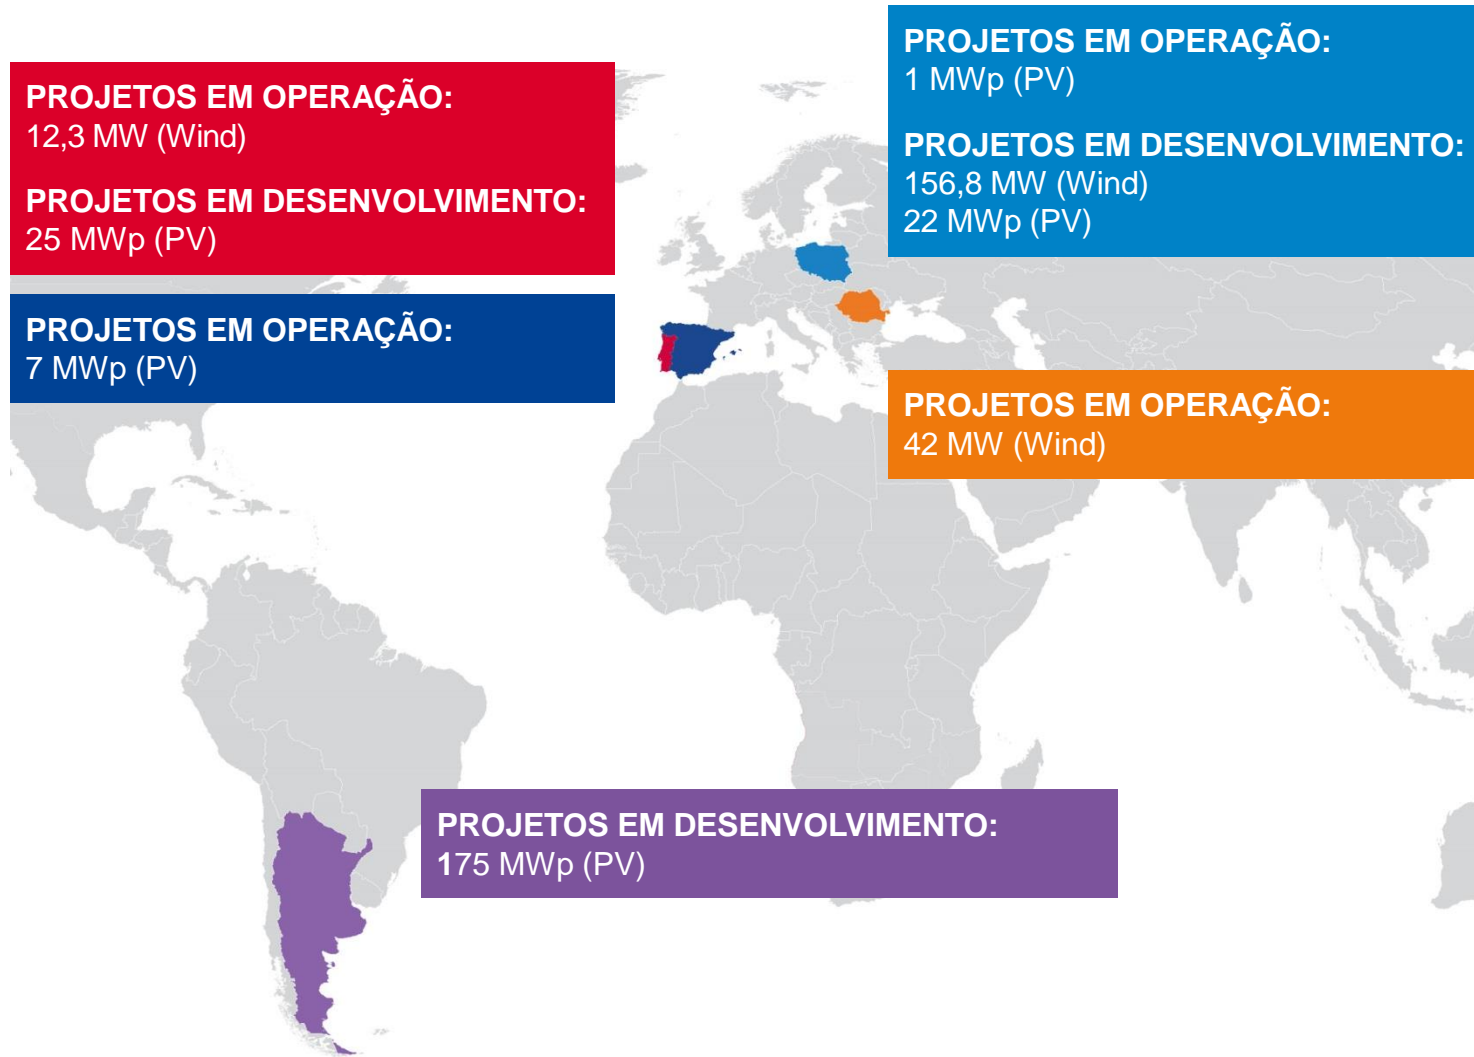 PROJETOS EM OPERAÇÃO:
12,3 MW (Wind)
PROJETOS EM DESENVOLVIMENTO:
25 MWp (PV)
PROJETOS EM OPERAÇÃO:
7 MWp (PV)
PROJETOS EM OPERAÇÃO:
1 MWp (PV)
PROJETOS EM DESENVOLVIMENTO:
156,8 MW (Wind)
22 MWp (PV)
PROJETOS EM OPERAÇÃO:
42 MW (Wind)
PROJETOS EM DESENVOLVIMENTO:
175 MWp (PV)